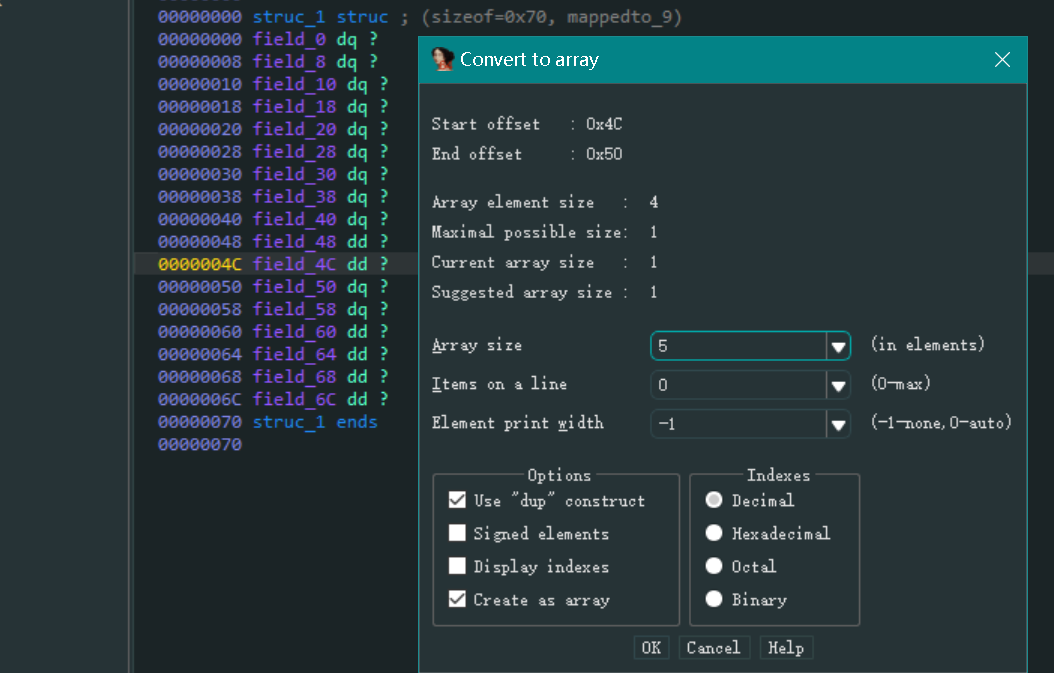 00000000 struc_1 struc ; (sizeof=0x70, mappedto_9)
00000000 field_0 dq ?
00000008 field_8 dq ?
00000010 field_10 dq ?
00000018 field_18 dq ?
00000020 field_20 dq ?
00000028 field_28 dq ?
00000030 field_30 dq ?
00000038 field_38 dq ?
00000040 field_40 dq ?
00000048 field_48 dd ?
0000004C field_4C dd ?
00000050 field_50 dq ?
00000058 field_58 dq ?
00000060 field_60 dd ?
00000064 field_64 dd ?
00000068 field_68 dd ?
0000006C field_6C dd ?
00000070 struc_1 ends
00000070
Convert to array
Start offset : 0x4C
End offset : 0x50
Array element size : 4
Maximal possible size: 1
Current array size : 1
Suggested array size : 1
Array size 5 (in elements)
Items on a line 0 (0-max)
Element print width -1 (-1-none,0-auto)
Options
Use "dup" construct
Signed elements
Display indexes
Create as array
Indexes
Decimal
Hexadecimal
Octal
Binary
OK Cancel Help